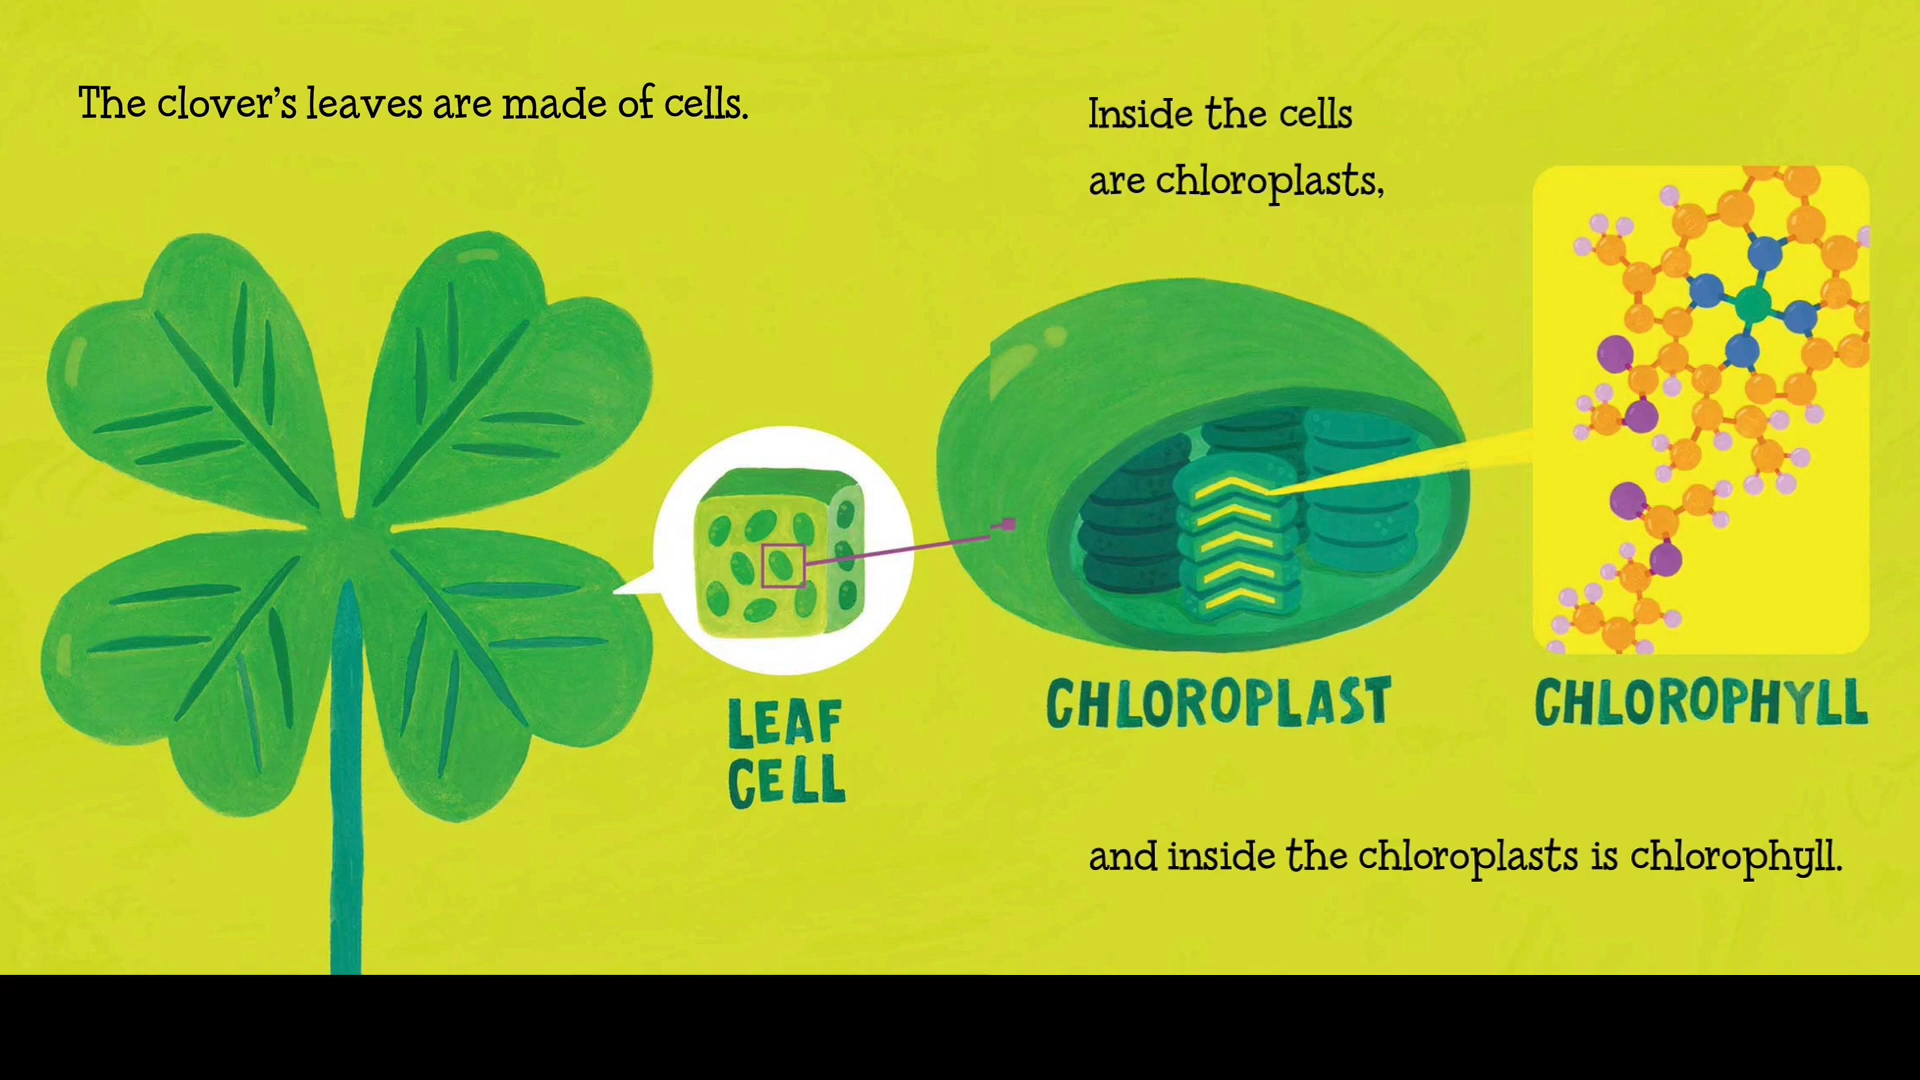 The clover's leaves are made of cells.
Inside the cells
are chloroplasts,
LEAF
CELL
CHLOROPLAST
CHLOROPHYLL
and inside the chloroplasts is chlorophyll.